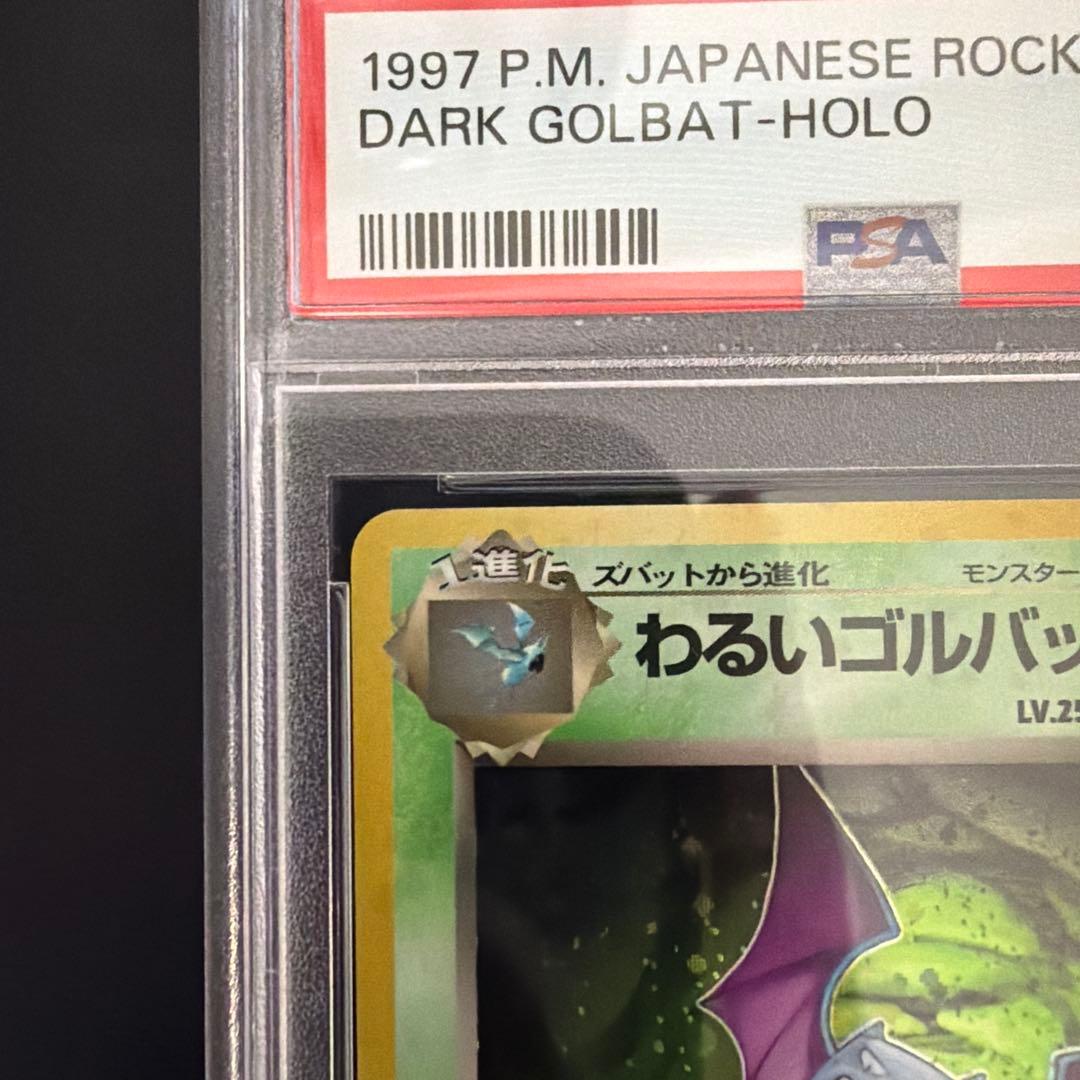 1997 P.M. JAPANESE ROCK
DARK GOLBAT-HOLO
PSA
1進化 ズバットから進化 モンスター
わるいゴルバッ
LV.25